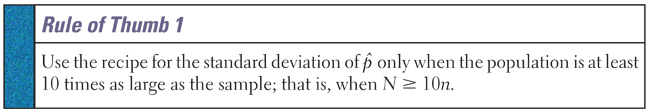 Rule of Thumb 1
Use the recipe for the standard deviation of p̂ only when the population is at least
10 times as large as the sample; that is, when N ≥ 10n.